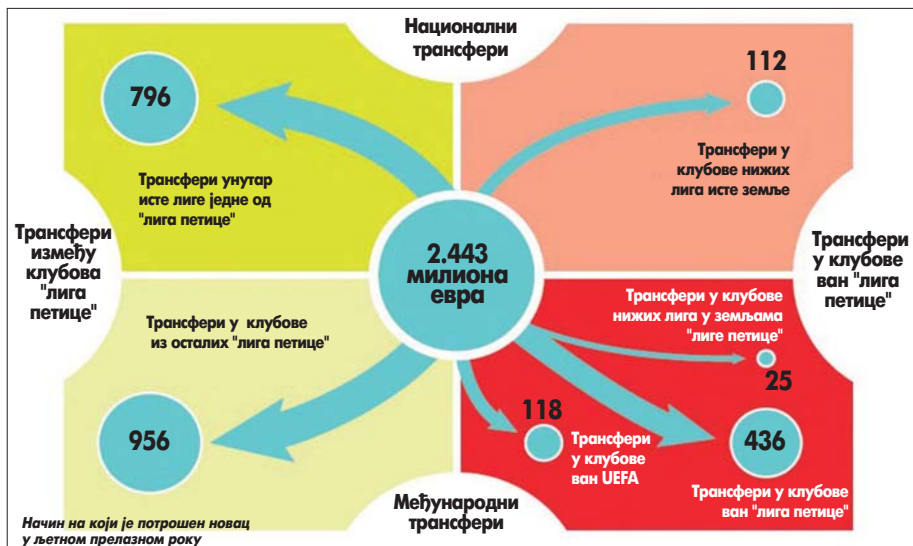 Национални
трансфери
796
112
Трансфери унутар
исте лиге једне од
"лига петице"
Трансфери у
клубове нижих
лига исте земље
Трансфери
између
клубова
"лига
петице"
2.443
милиона
евра
Трансфери
у клубове
ван "лига
петице"
Трансфери у клубове
из осталих "лига петице"
Трансфери у клубове
нижих лига у земљама
"лиге петице"
25
956
118
Трансфери
у клубове
ван UEFA
436
Трансфери у клубове
ван "лига петице"
Међународни
трансфери
Начин на који је потрошен новац
у љетном прелазном року